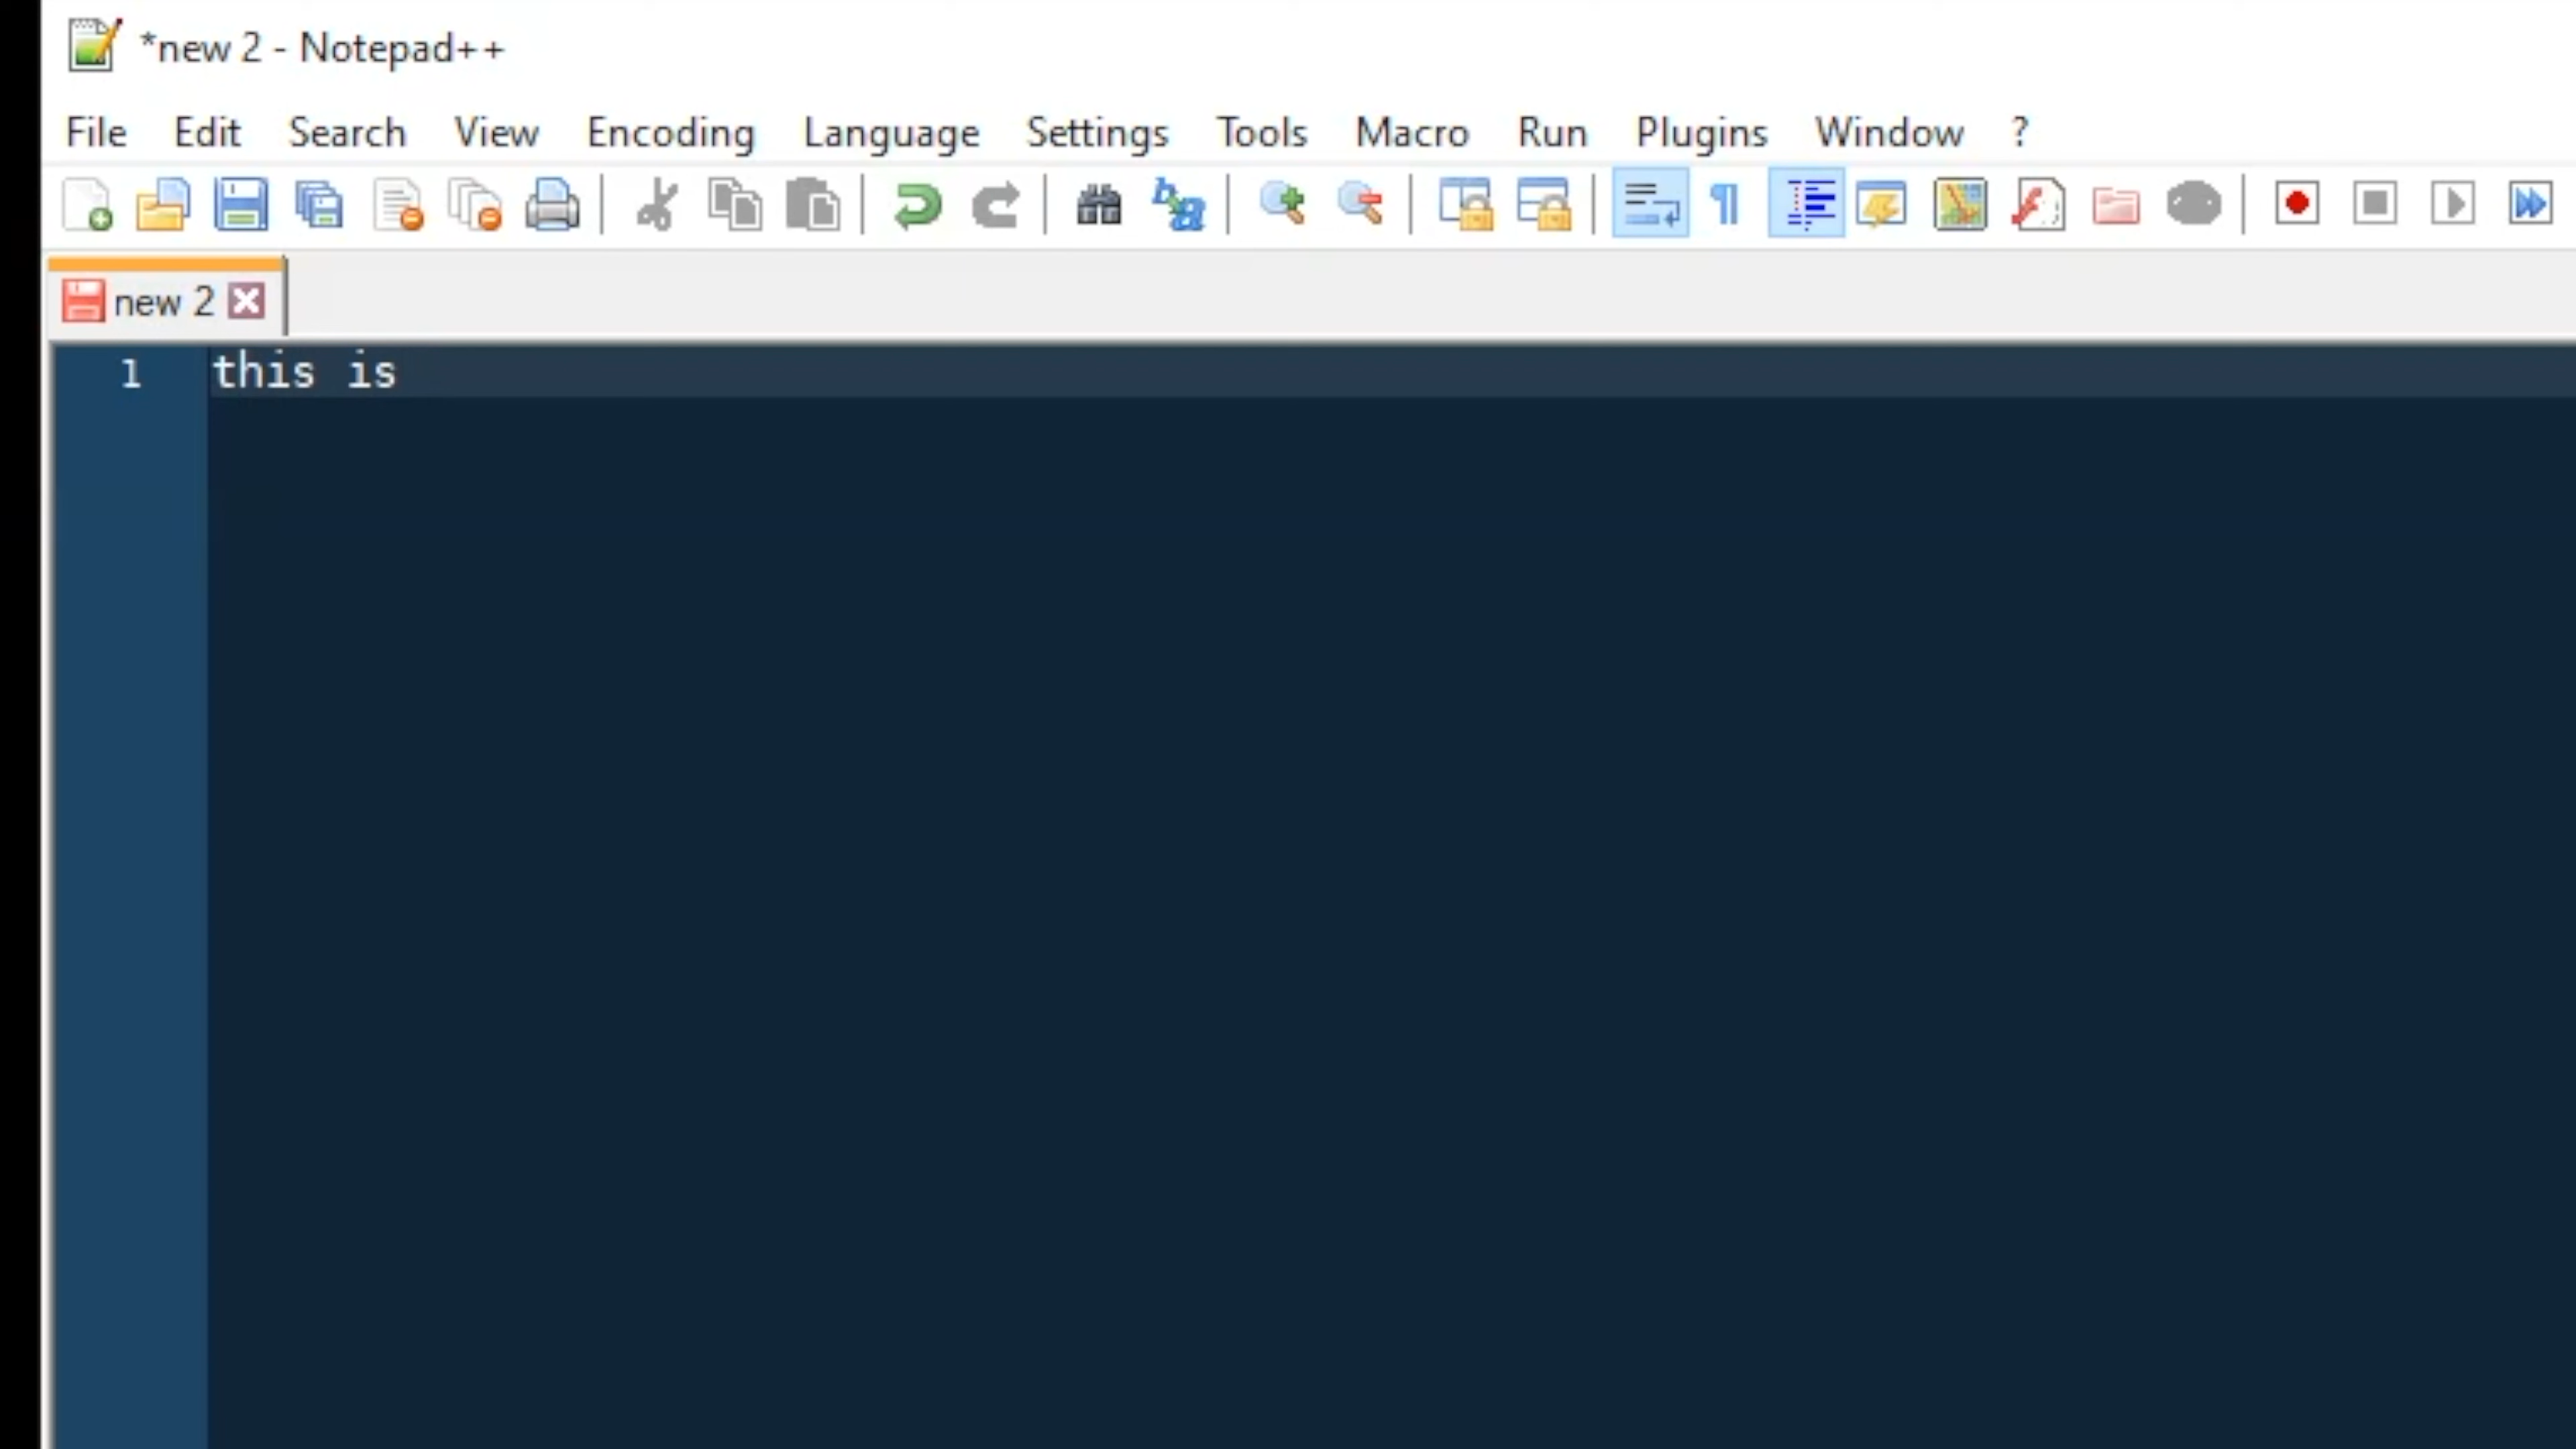 *new 2 - Notepad++
File Edit Search View Encoding Language Settings Tools Macro Run Plugins Window ?
new 2
1 this is